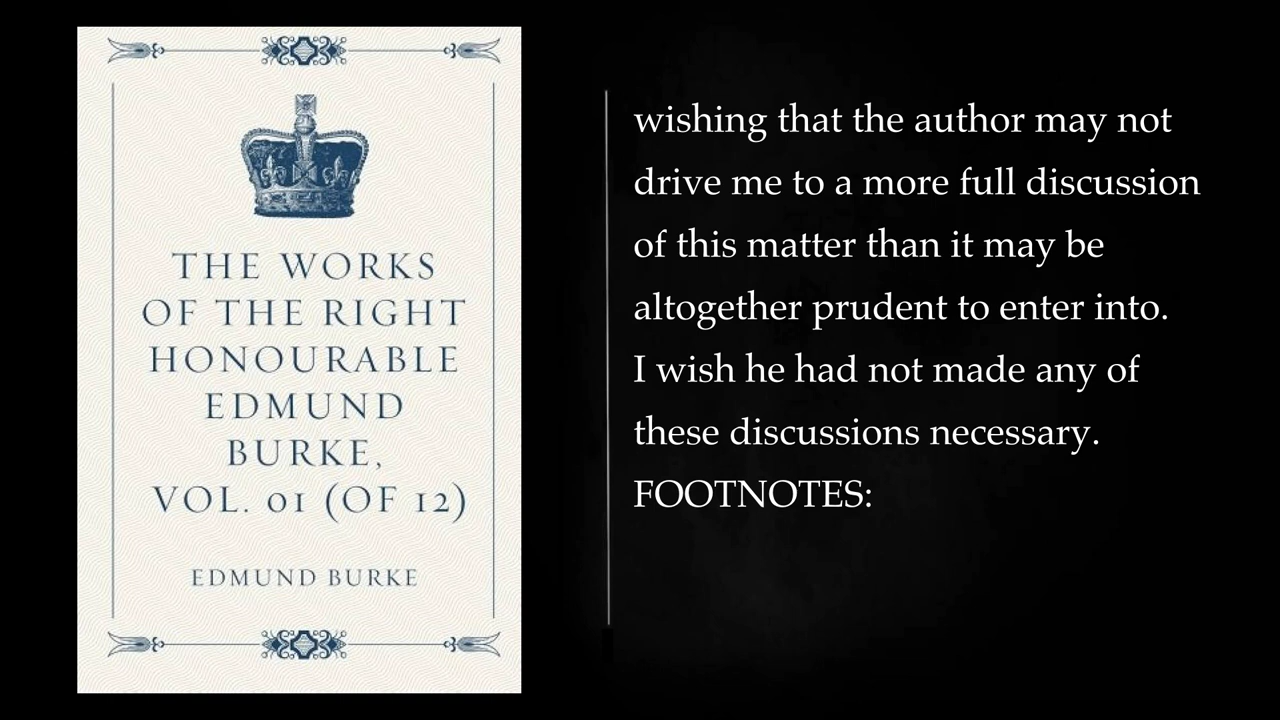 THE WORKS
OF THE RIGHT
HONOURABLE
EDMUND
BURKE,
VOL. 01 (OF 12)
EDMUND BURKE
wishing that the author may not
drive me to a more full discussion
of this matter than it may be
altogether prudent to enter into.
I wish he had not made any of
these discussions necessary.
FOOTNOTES: